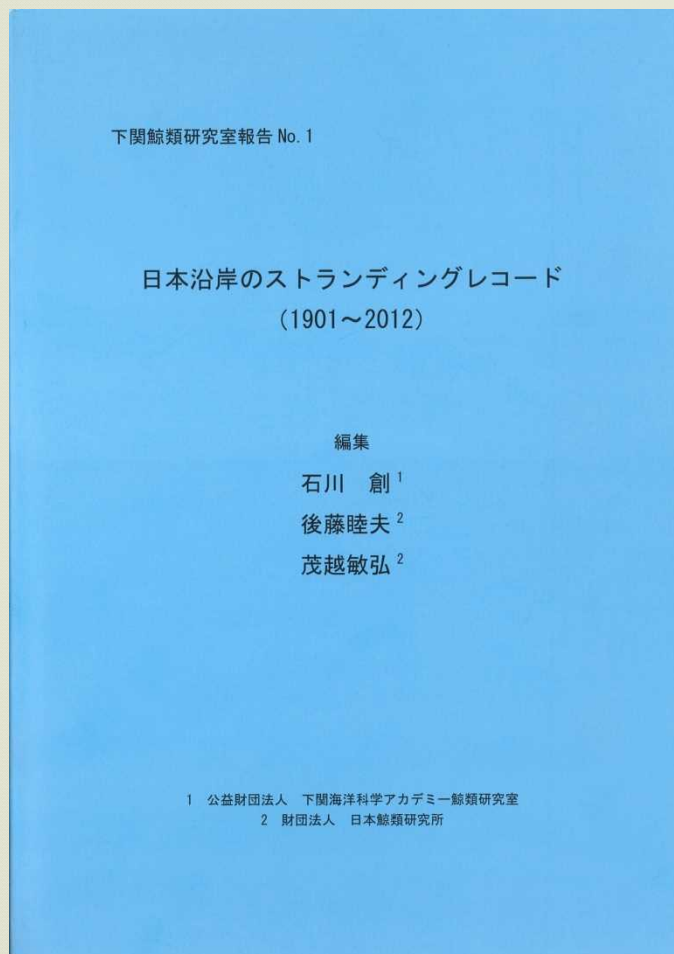 下関鯨類研究室報告 No.1
日本沿岸のストランディングレコード
(1901～2012)
編集
石川　創 1
後藤睦夫 2
茂越敏弘 2
1　公益財団法人　下関海洋科学アカデミー鯨類研究室
2　財団法人　日本鯨類研究所